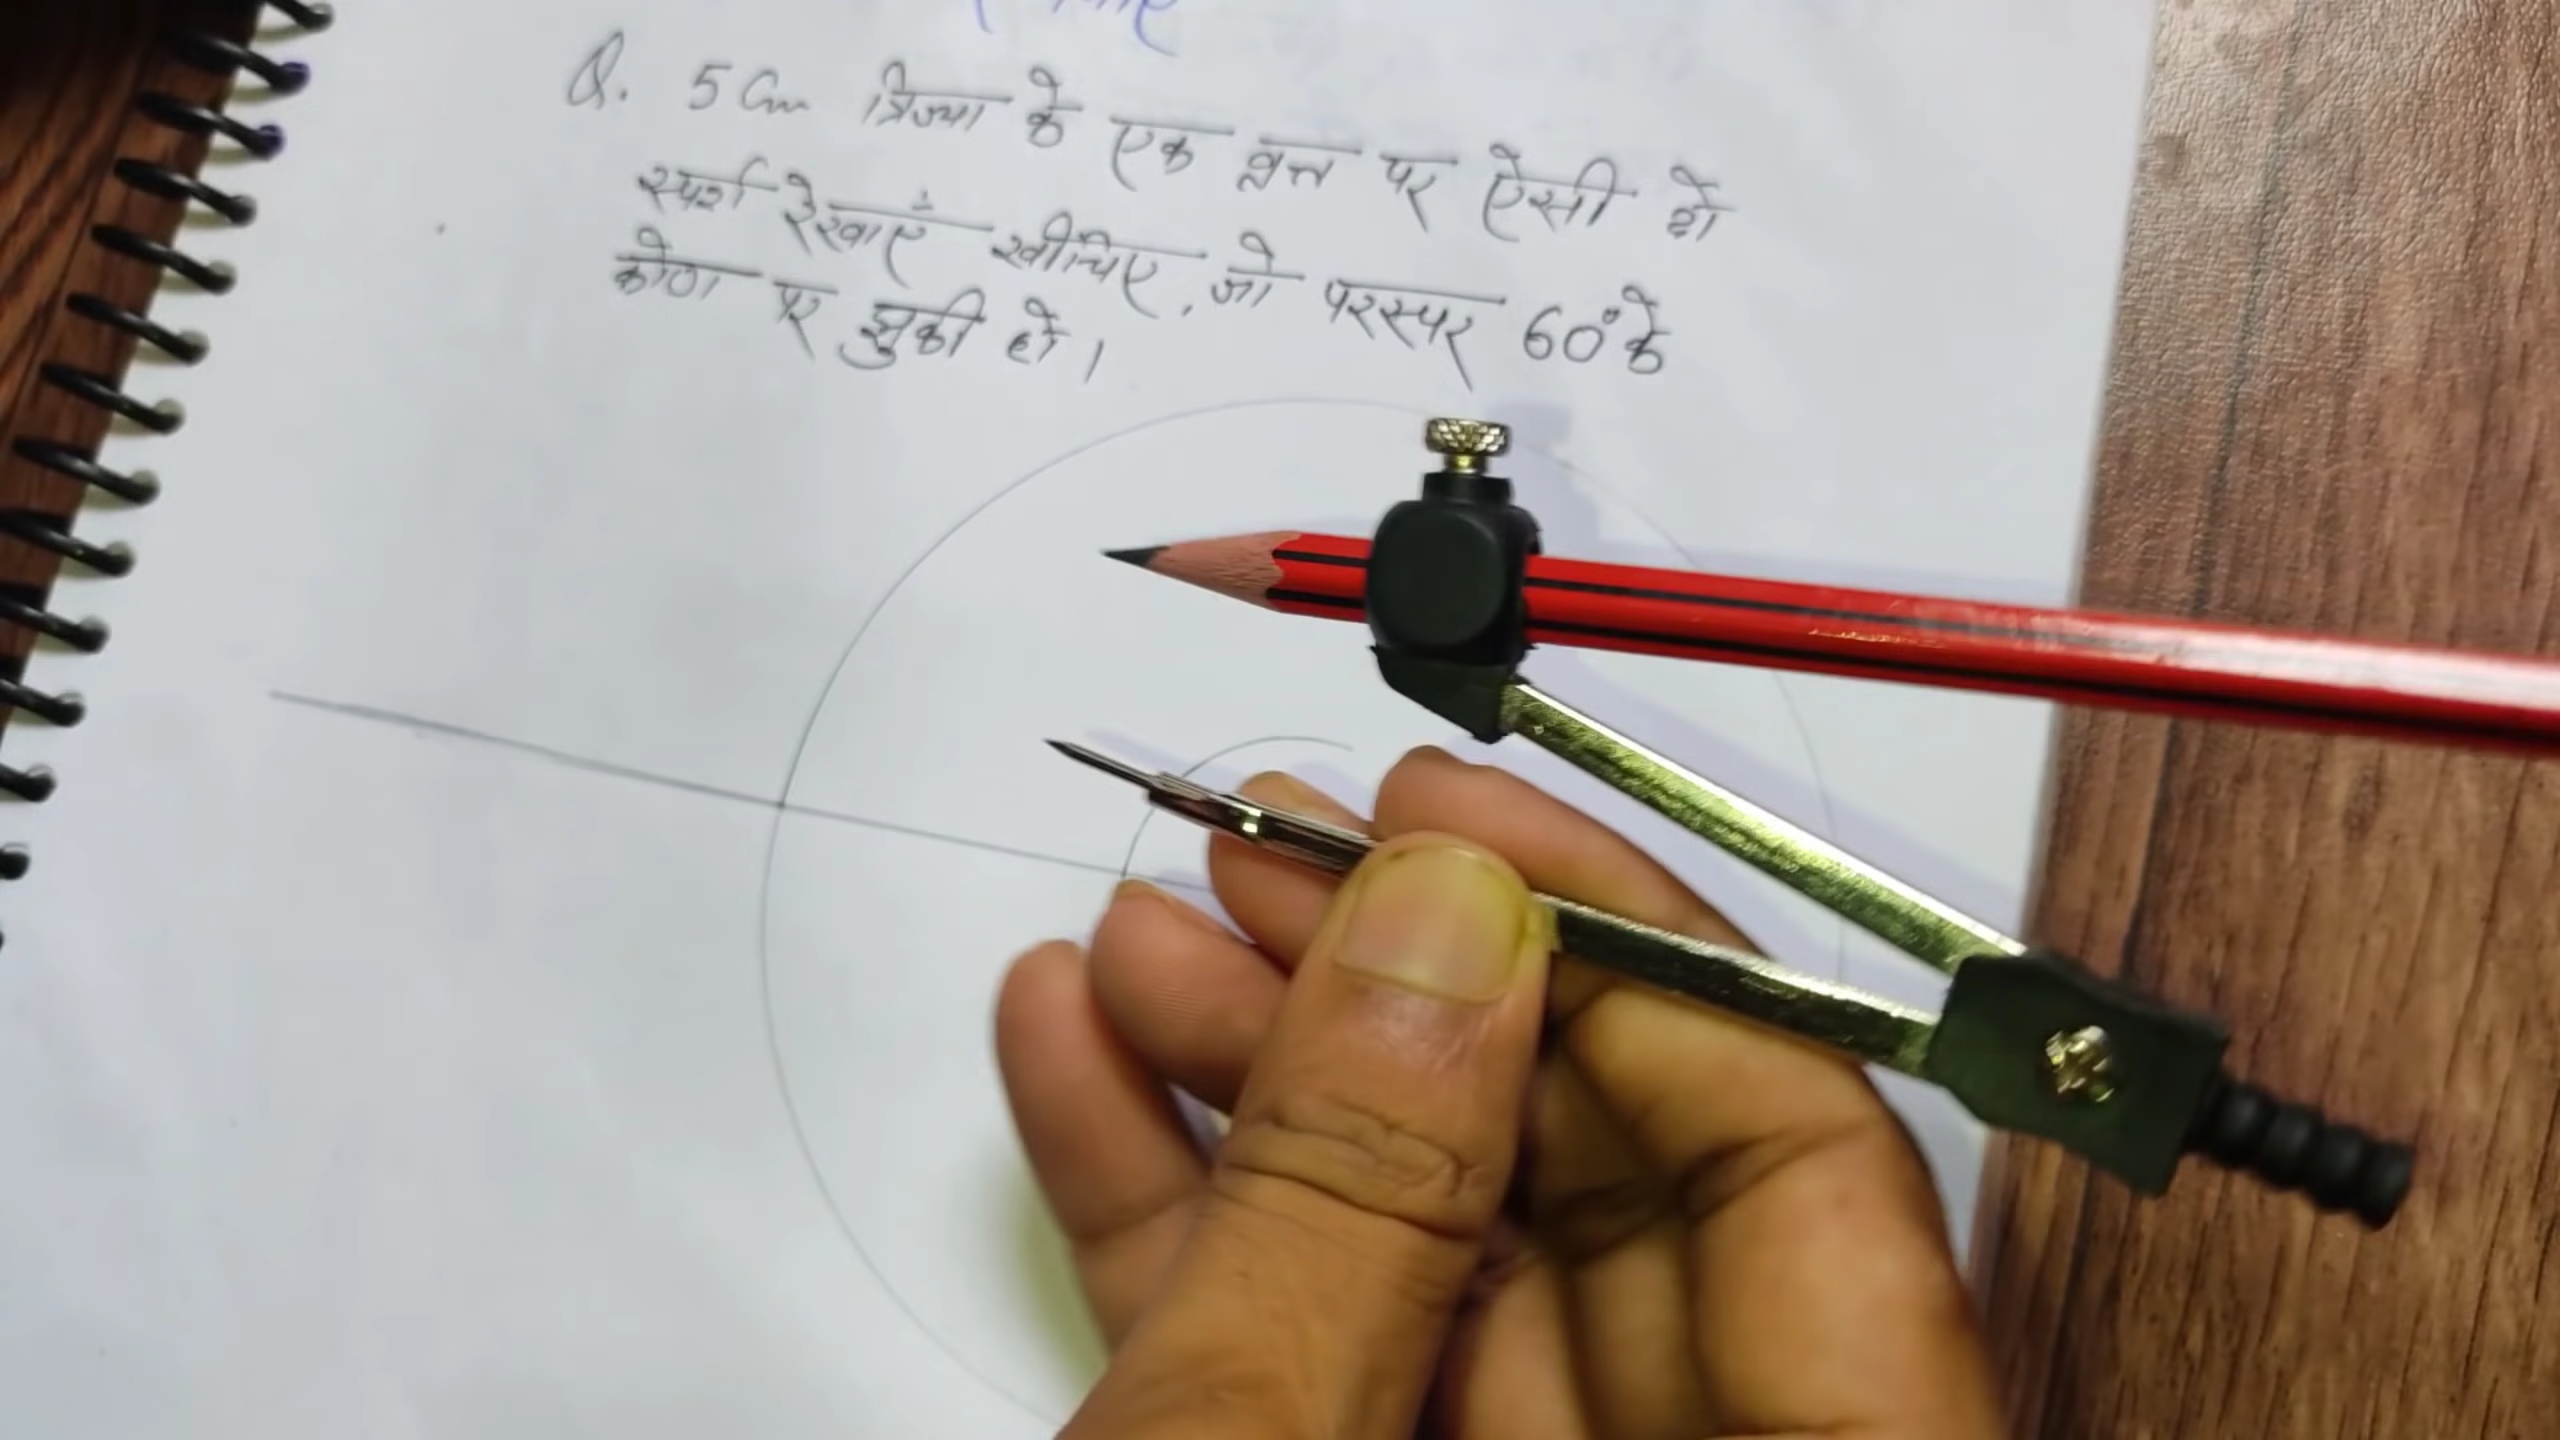 Q. 5 Cm त्रिज्या के एक वृत्त पर ऐसी दो
स्पर्श रेखाएं खींचिए, जो परस्पर 60° के
कोण पर झुकी हो।